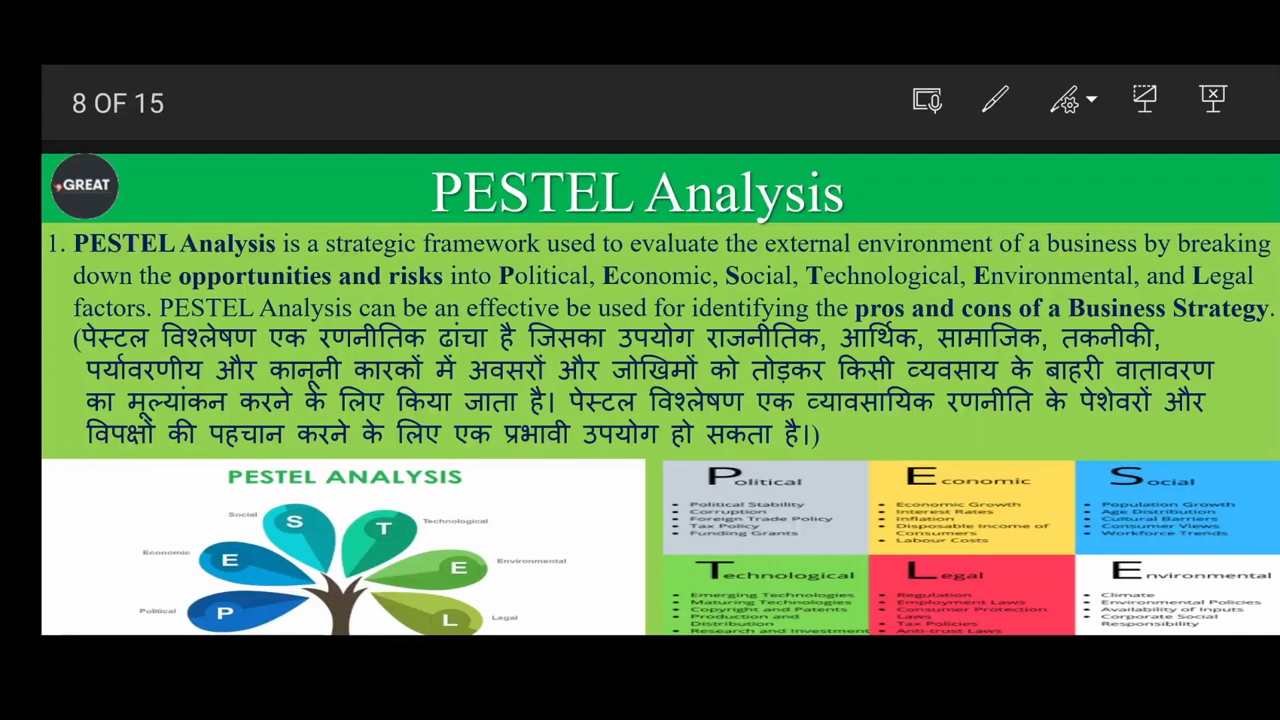 8 OF 15
GREAT
PESTEL Analysis
1. PESTEL Analysis is a strategic framework used to evaluate the external environment of a business by breaking
down the opportunities and risks into Political, Economic, Social, Technological, Environmental, and Legal
factors. PESTEL Analysis can be an effective be used for identifying the pros and cons of a Business Strategy.
(पेस्टल विश्लेषण एक रणनीतिक ढांचा है जिसका उपयोग राजनीतिक, आर्थिक, सामाजिक, तकनीकी,
पर्यावरणीय और कानूनी कारकों में अवसरों और जोखिमों को तोड़कर किसी व्यवसाय के बाहरी वातावरण
का मूल्यांकन करने के लिए किया जाता है। पेस्टल विश्लेषण एक व्यावसायिक रणनीति के पेशेवरों और
विपक्षों की पहचान करने के लिए एक प्रभावी उपयोग हो सकता है।)
PESTEL ANALYSIS
Social
S
T
Technological
Economic
E
E
Environmental
Political
P
L
Legal
Political
• Political Stability
• Corruption
• Foreign Trade Policy
• Tax Policy
• Funding Grants
Economic
• Economic Growth
• Interest Rates
• Inflation
• Disposable Income of
Consumers
• Labour Costs
Social
• Population Growth
• Age Distribution
• Cultural Barriers
• Consumer Views
• Workforce Trends
Technological
• Emerging Technologies
• Maturing Technologies
• Copyright and Patents
• Production and
Distribution
• Research and Investment
Legal
• Regulation
• Employment Laws
• Consumer Protection
Laws
• Tax Policies
• Anti-trust Laws
Environmental
• Climate
• Environmental Policies
• Availability of Inputs
• Corporate Social
Responsibility